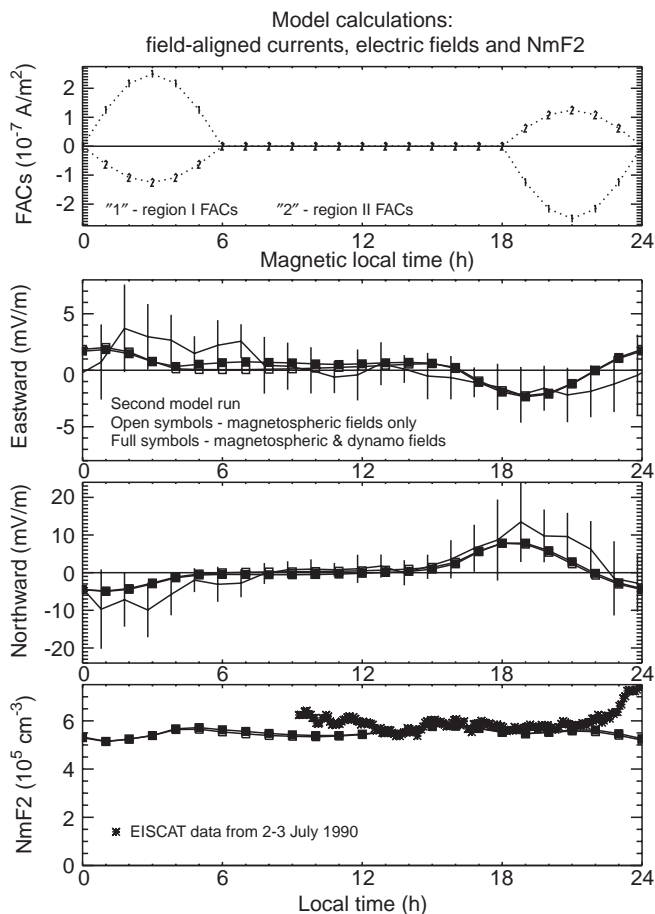 Model calculations:
field-aligned currents, electric fields and NmF2
FACs (10⁻⁷ A/m²)
2
1
0
-1
-2
"1" - region I FACs "2" - region II FACs
0 6 12 18 24
Magnetic local time (h)
Eastward (mV/m)
5
0
-5
Second model run
Open symbols - magnetospheric fields only
Full symbols - magnetospheric & dynamo fields
0 6 12 18 24
Northward (mV/m)
20
10
0
-10
-20
0 6 12 18 24
NmF2 (10⁵ cm⁻³)
6
4
2
0
EISCAT data from 2-3 July 1990
0 6 12 18 24
Local time (h)